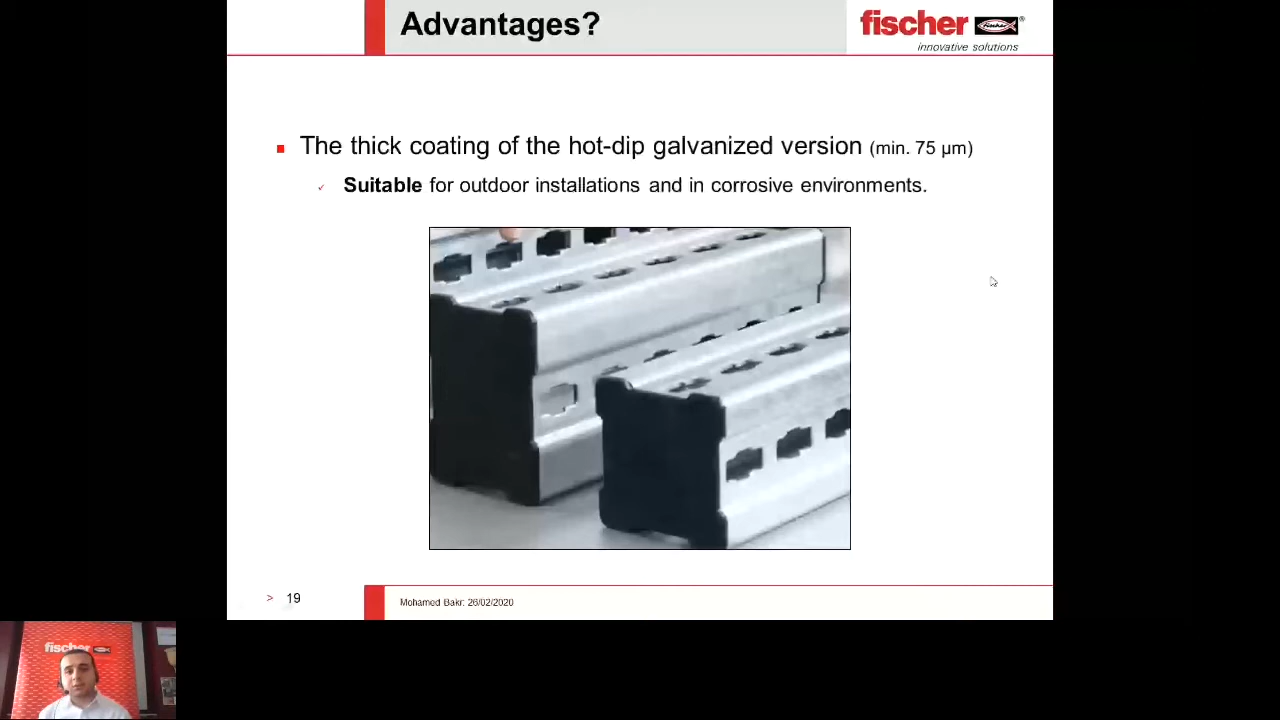 Advantages?
fischer
innovative solutions
The thick coating of the hot-dip galvanized version (min. 75 µm)
Suitable for outdoor installations and in corrosive environments.
> 19
Mohamed Bakr: 26/02/2020
fischer